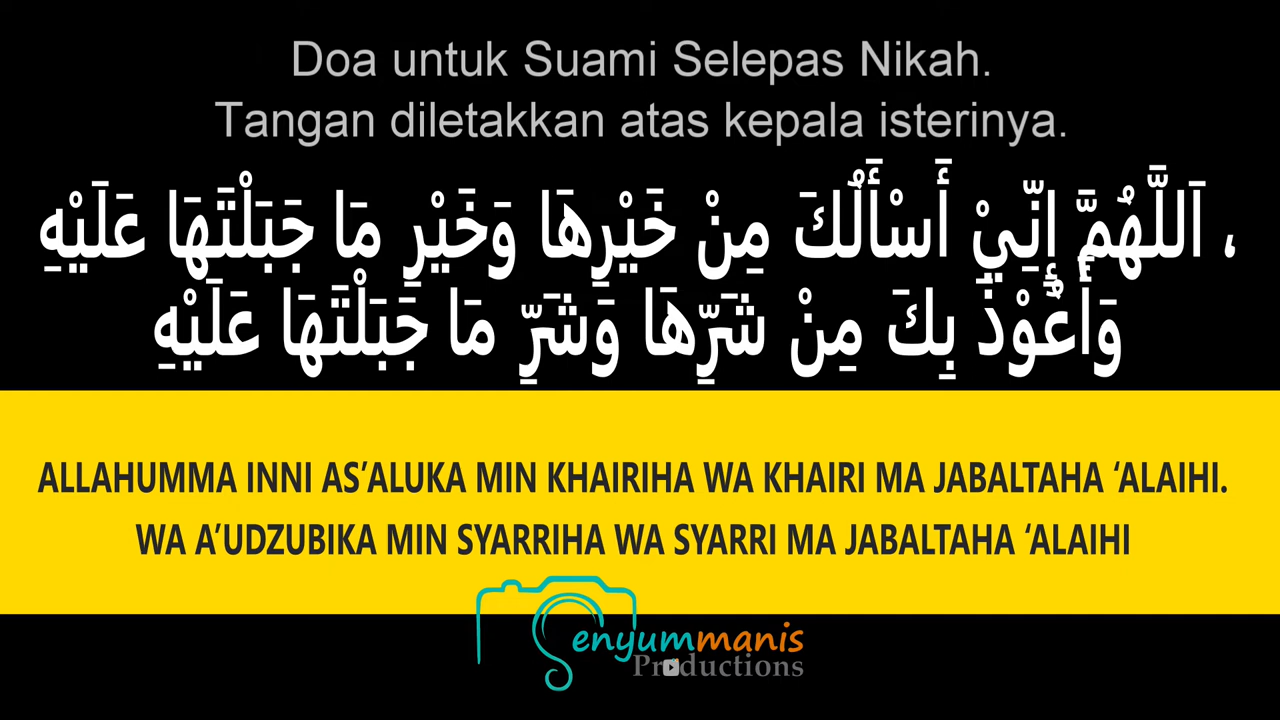 Doa untuk Suami Selepas Nikah.
Tangan diletakkan atas kepala isterinya.
، اَللَّهُمَّ إِنِّيْ أَسْأَلُكَ مِنْ خَيْرِهَا وَخَيْرِ مَا جَبَلْتَهَا عَلَيْهِ
وَأَعُوْذُ بِكَ مِنْ شَرِّهَا وَشَرِّ مَا جَبَلْتَهَا عَلَيْهِ
ALLAHUMMA INNI AS’ALUKA MIN KHAIRIHA WA KHAIRI MA JABALTAHA ‘ALAIHI.
WA A’UDZUBIKA MIN SYARRIHA WA SYARRI MA JABALTAHA ‘ALAIHI
Senyummanis
Productions